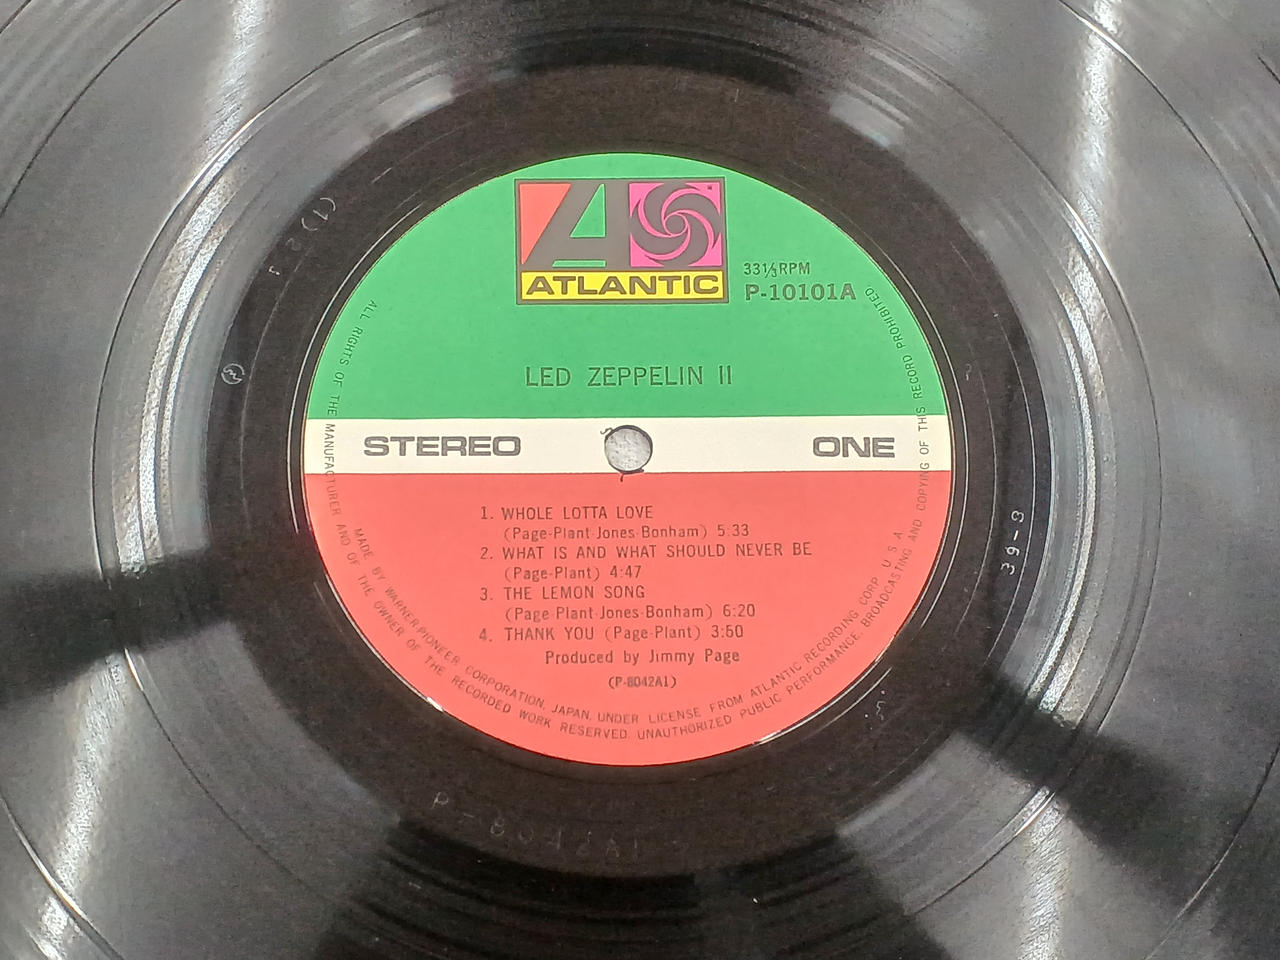 ATLANTIC
33⅓RPM
P-10101A
LED ZEPPELIN II
STEREO
ONE
1. WHOLE LOTTA LOVE
(Page-Plant-Jones-Bonham) 5:33
2. WHAT IS AND WHAT SHOULD NEVER BE
(Page-Plant) 4:47
3. THE LEMON SONG
(Page-Plant-Jones-Bonham) 6:20
4. THANK YOU (Page-Plant) 3:50
Produced by Jimmy Page
(P-8042A1)
MADE BY WARNER-PIONEER CORPORATION, JAPAN, UNDER LICENSE FROM ATLANTIC RECORDING CORP. U.S.A.
ALL RIGHTS OF THE MANUFACTURER AND OF THE OWNER OF THE RECORDED WORK RESERVED. UNAUTHORIZED PUBLIC PERFORMANCE, BROADCASTING AND COPYING OF THIS RECORD PROHIBITED.
P-8042A1